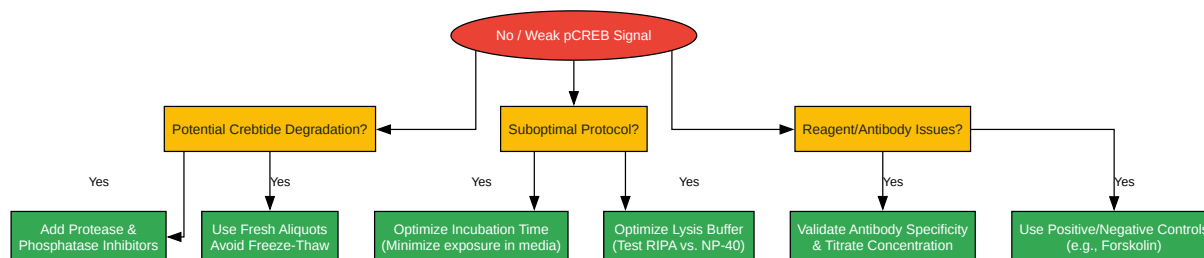 No / Weak pCREB Signal
Potential Crebtide Degradation?
Suboptimal Protocol?
Reagent/Antibody Issues?
Yes
Yes
Yes
Yes
Yes
Yes
Add Protease &
Phosphatase Inhibitors
Use Fresh Aliquots
Avoid Freeze-Thaw
Optimize Incubation Time
(Minimize exposure in media)
Optimize Lysis Buffer
(Test RIPA vs. NP-40)
Validate Antibody Specificity
& Titrate Concentration
Use Positive/Negative Controls
(e.g., Forskolin)